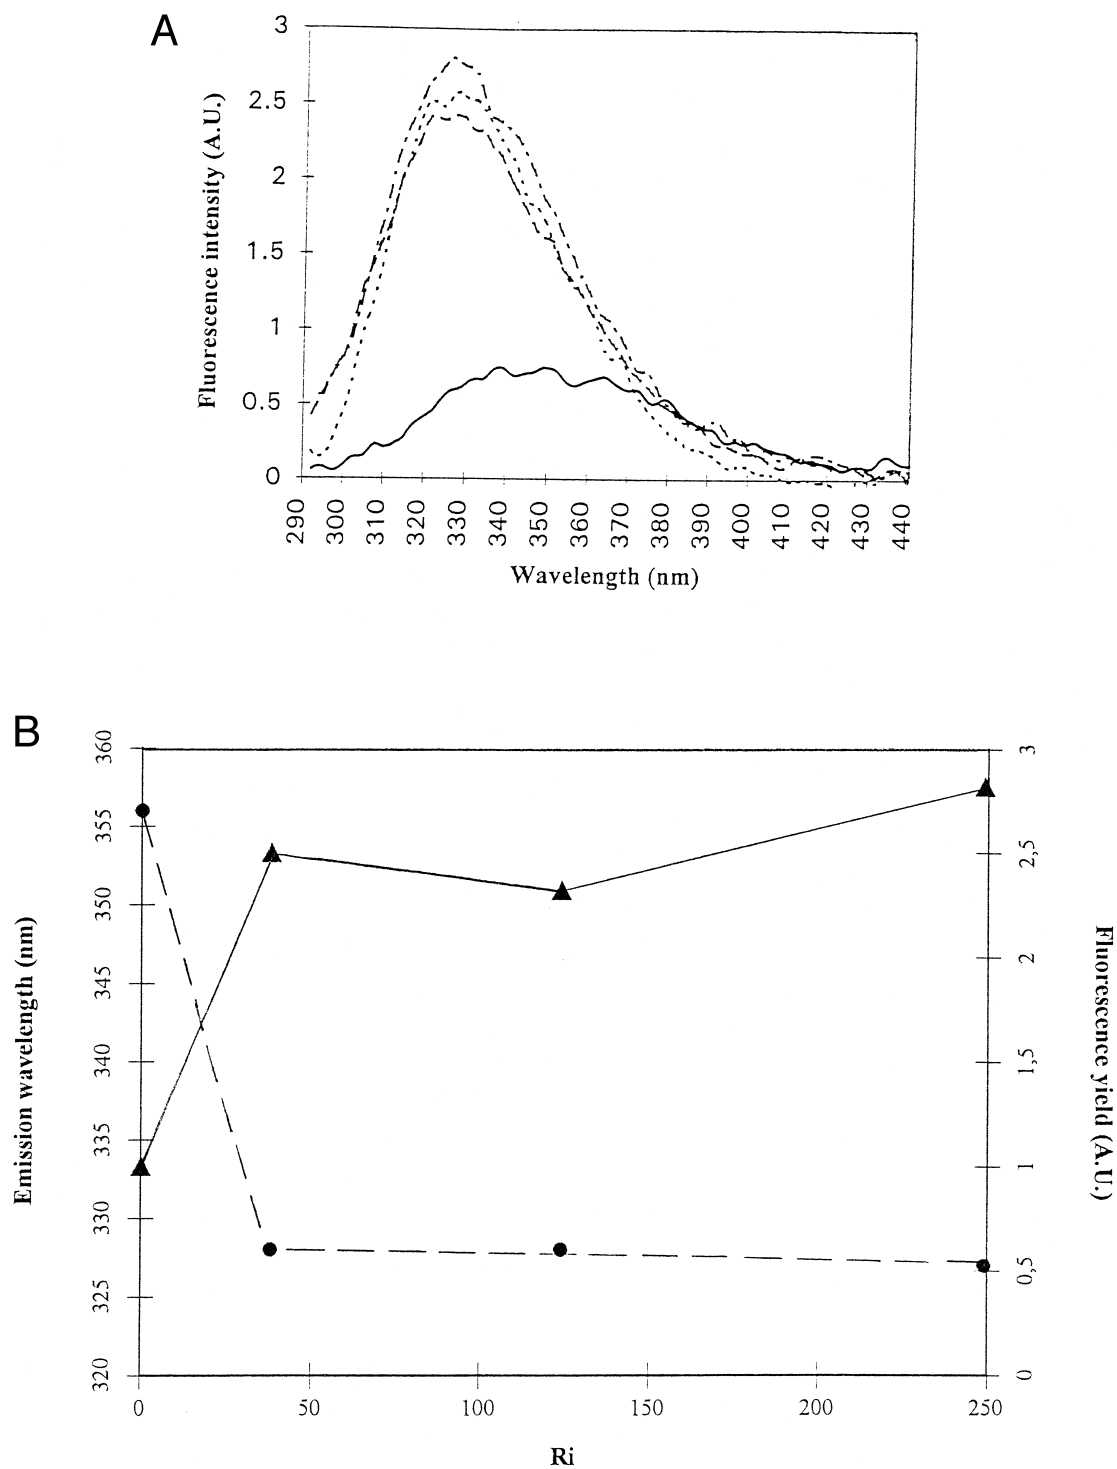 A
3
2.5
2
1.5
1
0.5
0
Fluorescence intensity (A.U.)
290 300 310 320 330 340 350 360 370 380 390 400 410 420 430 440
Wavelength (nm)
B
360
355
350
345
340
335
330
325
320
Emission wavelength (nm)
3
2,5
2
1,5
1
0,5
0
Fluorescence yield (A.U.)
0 50 100 150 200 250
Ri